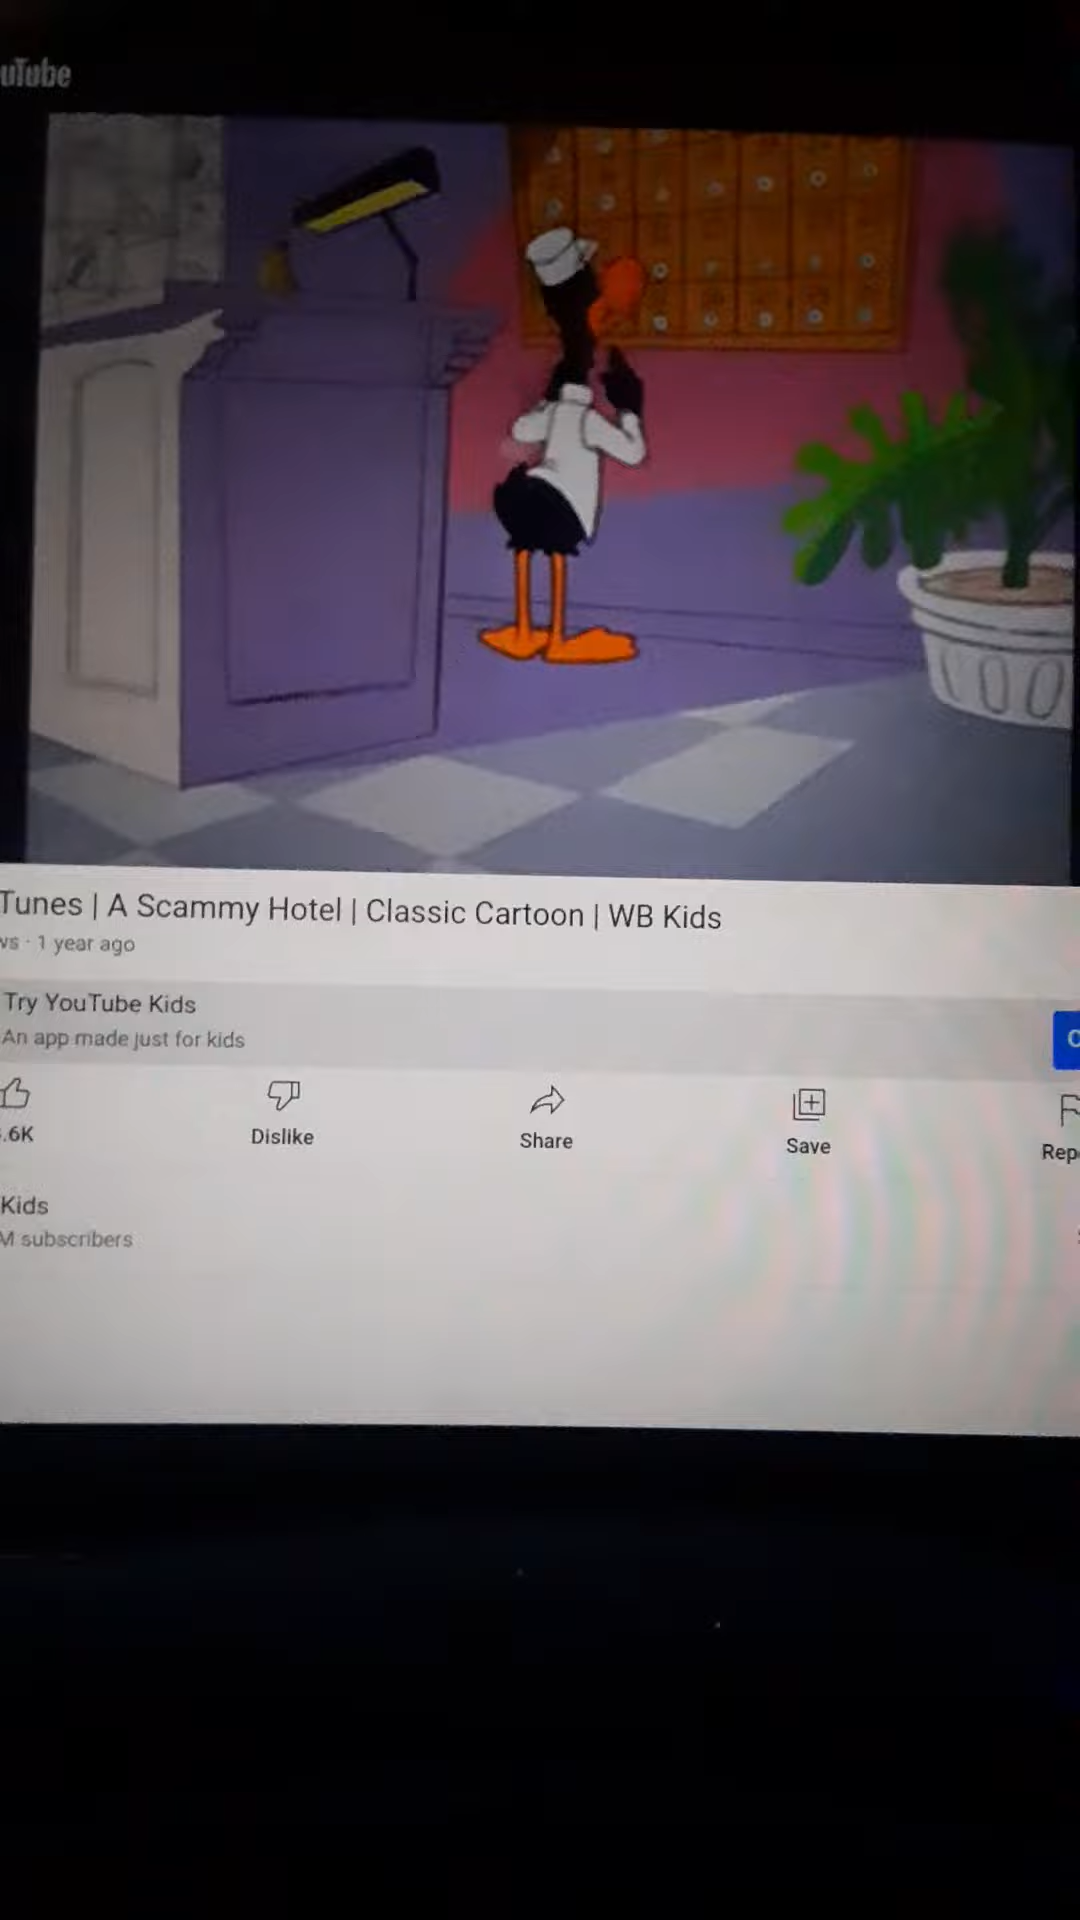 uTube
Tunes | A Scammy Hotel | Classic Cartoon | WB Kids
ws · 1 year ago
Try YouTube Kids
An app made just for kids
.6K
Dislike
Share
Save
Rep
Kids
M subscribers